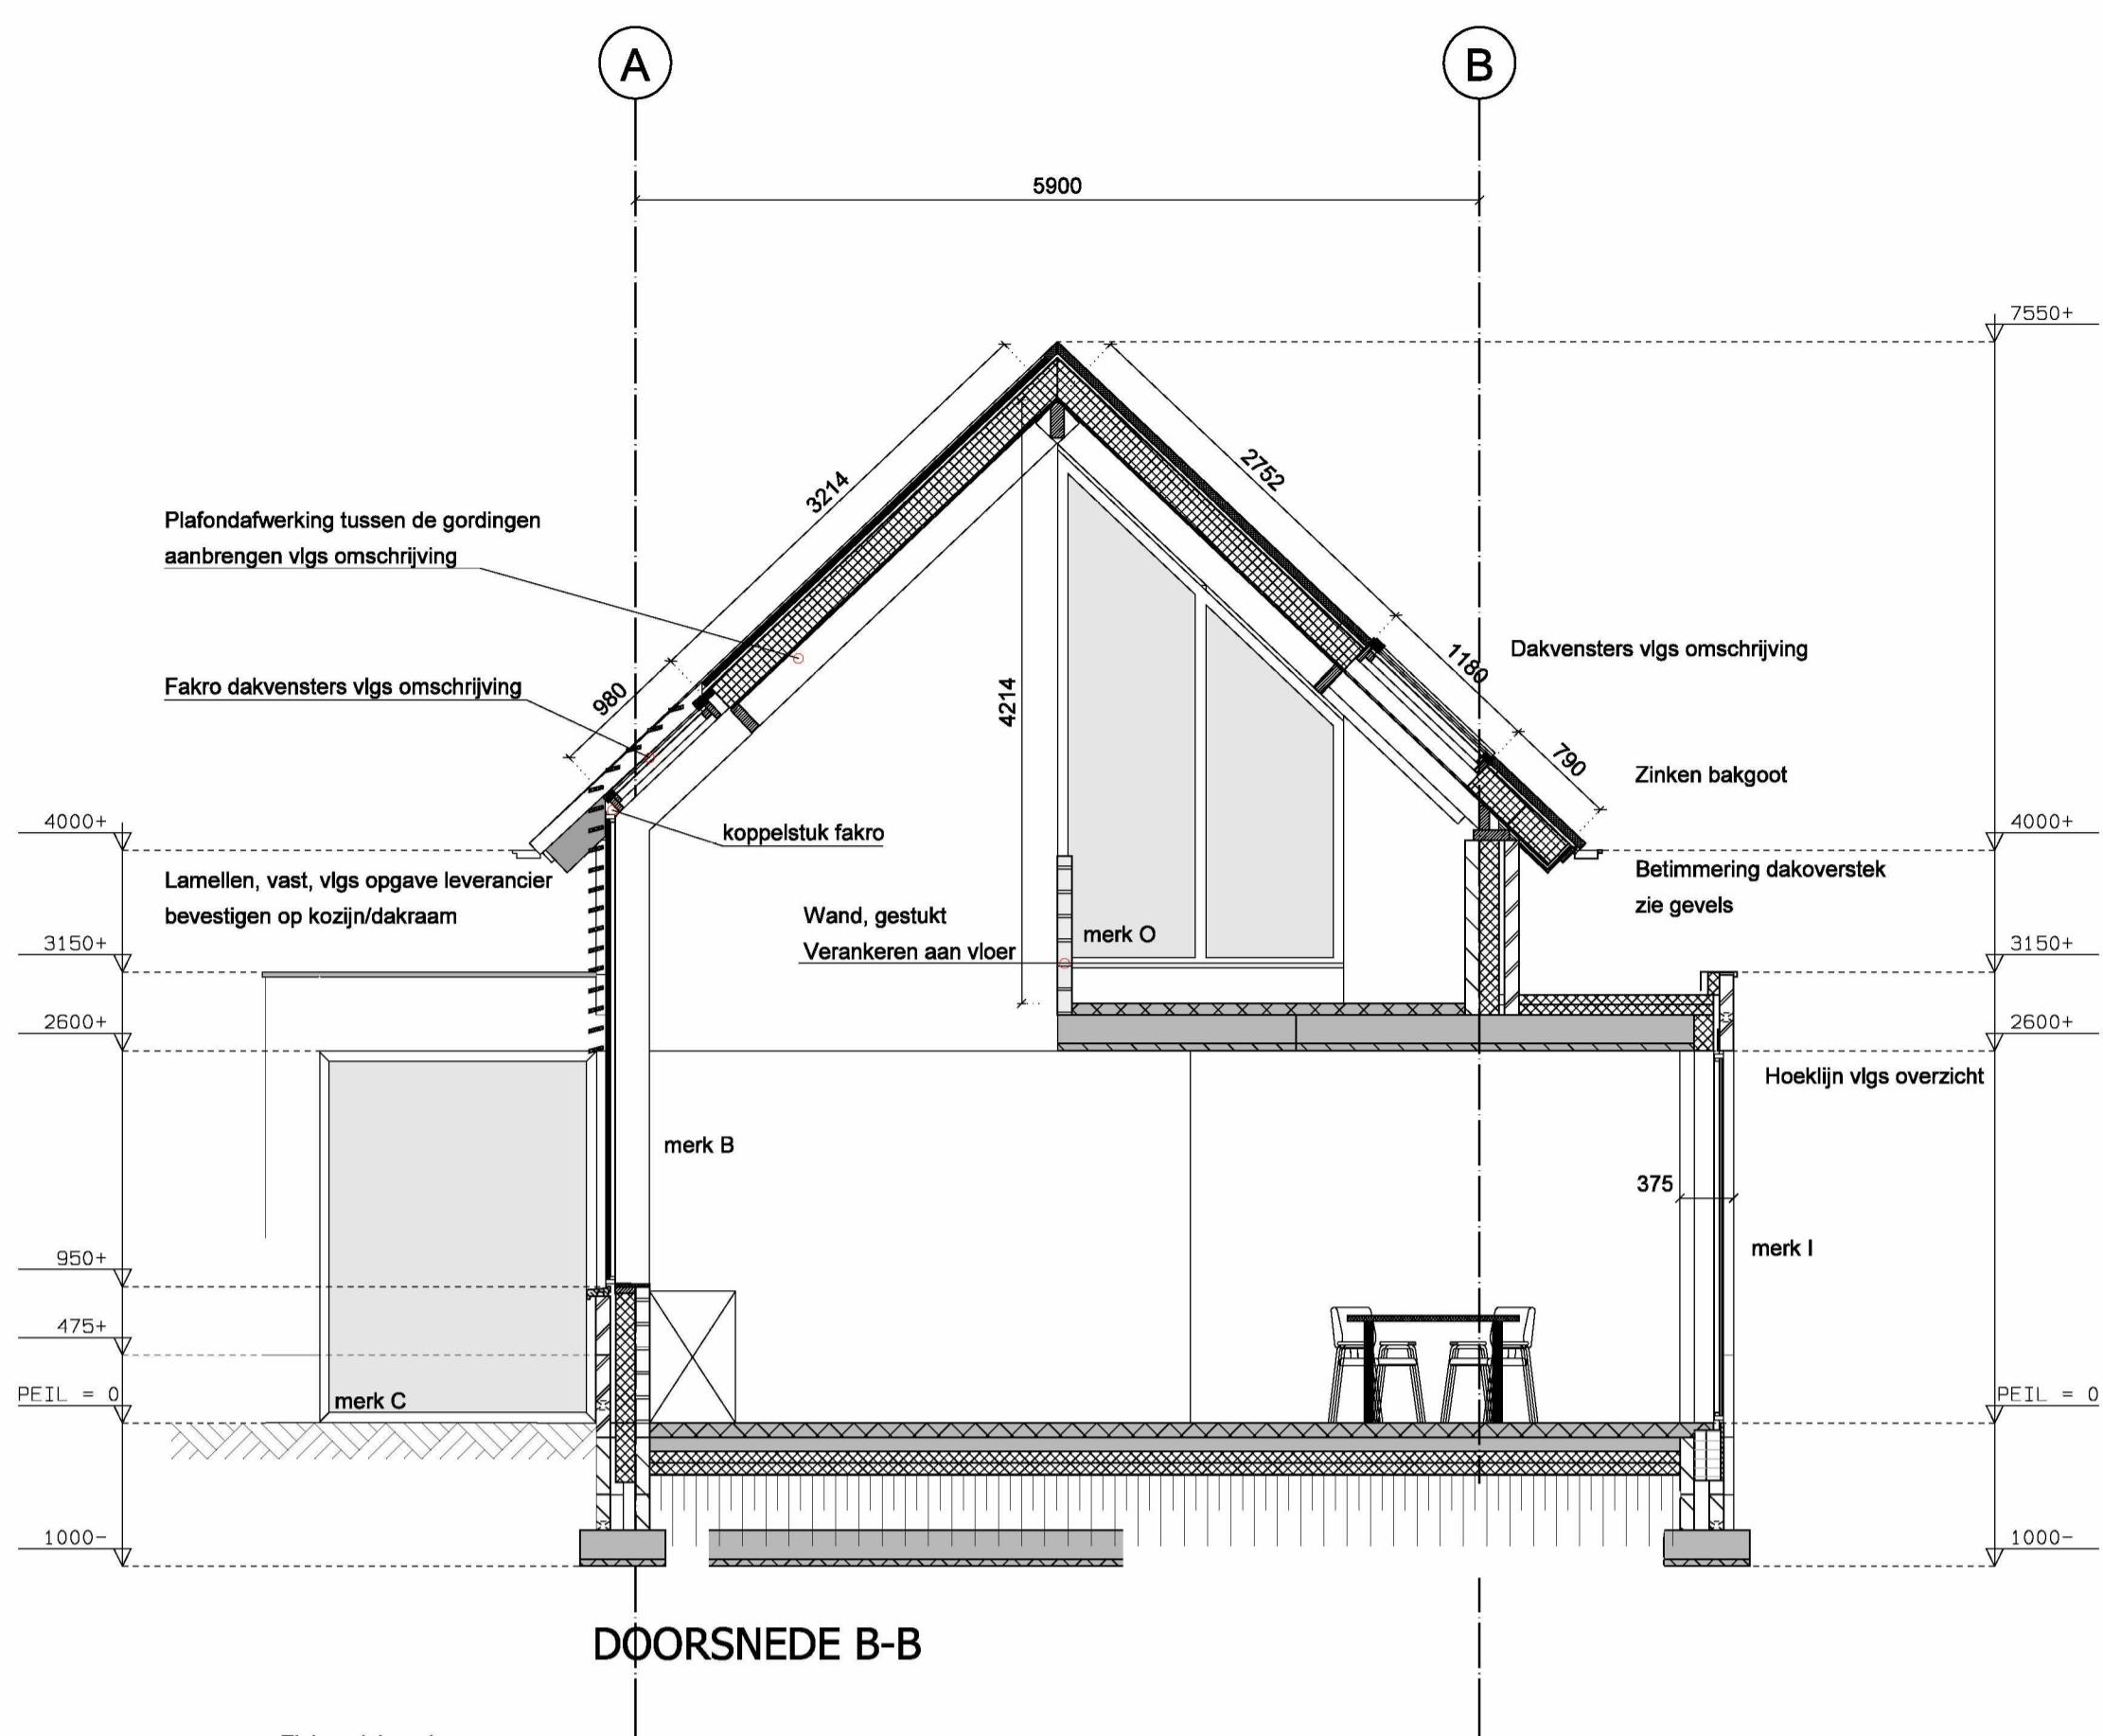 A
B
5900
7550+
3214
2752
Plafondafwerking tussen de gordingen
aanbrengen vlgs omschrijving
Fakro dakvensters vlgs omschrijving
980
4214
1180
Dakvensters vlgs omschrijving
790
Zinken bakgoot
4000+
koppelstuk fakro
4000+
Lamellen, vast, vlgs opgave leverancier
bevestigen op kozijn/dakraam
Betimmering dakoverstek
zie gevels
Wand, gestukt
Verankeren aan vloer
merk O
3150+
3150+
2600+
2600+
Hoeklijn vlgs overzicht
merk B
375
merk I
950+
475+
PEIL = 0
PEIL = 0
merk C
1000-
1000-
DOORSNEDE B-B